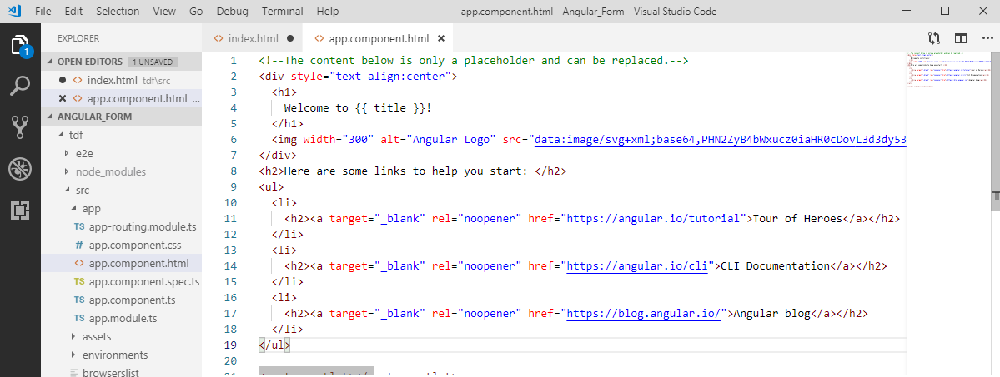 File Edit Selection View Go Debug Terminal Help
app.component.html - Angular_Form - Visual Studio Code
1
EXPLORER
OPEN EDITORS 1 UNSAVED
index.html tdf\src
app.component.html ...
ANGULAR_FORM
tdf
e2e
node_modules
src
app
TS app-routing.module.ts
# app.component.css
<> app.component.html
TS app.component.spec.ts
TS app.component.ts
TS app.module.ts
assets
environments
browserslist
<> index.html
<> app.component.html
1 <!--The content below is only a placeholder and can be replaced.-->
2 <div style="text-align:center">
3 <h1>
4 Welcome to {{ title }}!
5 </h1>
6 <img width="300" alt="Angular Logo" src="data:image/svg+xml;base64,PHN2ZyB4bWxucz0iaHR0cDovL3d3dy53
7 </div>
8 <h2>Here are some links to help you start: </h2>
9 <ul>
10 <li>
11 <h2><a target="_blank" rel="noopener" href="https://angular.io/tutorial">Tour of Heroes</a></h2>
12 </li>
13 <li>
14 <h2><a target="_blank" rel="noopener" href="https://angular.io/cli">CLI Documentation</a></h2>
15 </li>
16 <li>
17 <h2><a target="_blank" rel="noopener" href="https://blog.angular.io/">Angular blog</a></h2>
18 </li>
19 </ul>
20